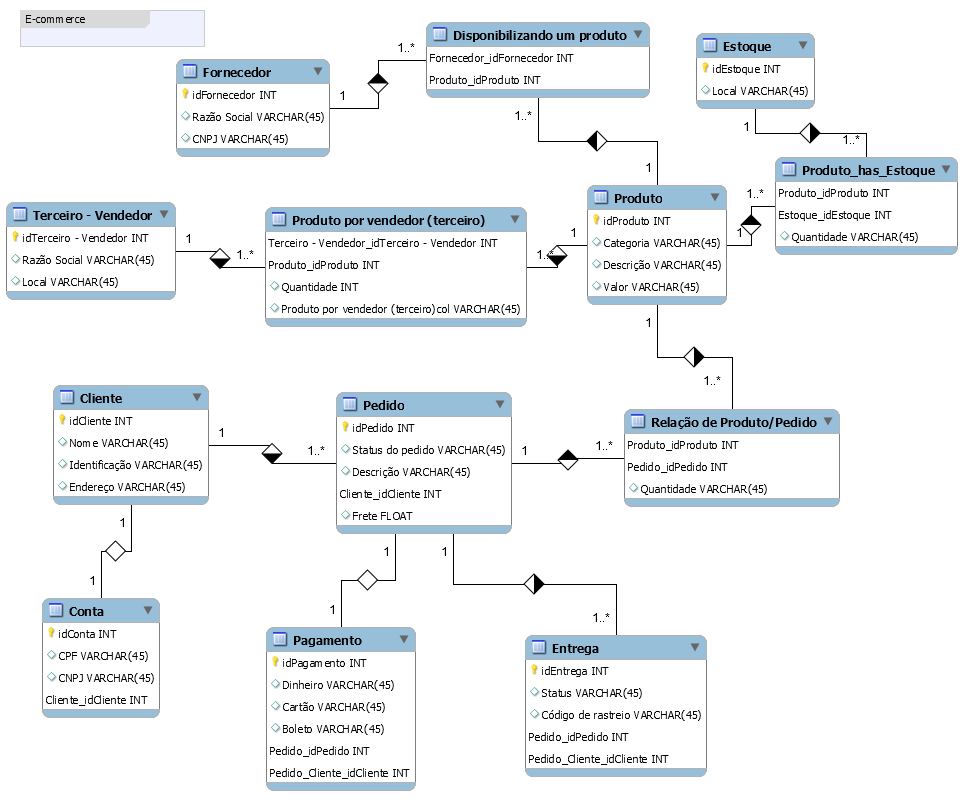 E-commerce
Disponibilizando um produto
Fornecedor_idFornecedor INT
Produto_idProduto INT
1..*
1..*
Estoque
idEstoque INT
Local VARCHAR(45)
1
1..*
Fornecedor
idFornecedor INT
Razão Social VARCHAR(45)
CNPJ VARCHAR(45)
1
1
Produto_has_Estoque
Produto_idProduto INT
Estoque_idEstoque INT
Quantidade VARCHAR(45)
1..*
Terceiro - Vendedor
idTerceiro - Vendedor INT
Razão Social VARCHAR(45)
Local VARCHAR(45)
1
1..*
Produto por vendedor (terceiro)
Terceiro - Vendedor_idTerceiro - Vendedor INT
Produto_idProduto INT
Quantidade INT
Produto por vendedor (terceiro)col VARCHAR(45)
1..*
1
Produto
idProduto INT
Categoria VARCHAR(45)
Descrição VARCHAR(45)
Valor VARCHAR(45)
1
1
1..*
Cliente
idCliente INT
Nome VARCHAR(45)
Identificação VARCHAR(45)
Endereço VARCHAR(45)
1
1..*
1
Pedido
idPedido INT
Status do pedido VARCHAR(45)
Descrição VARCHAR(45)
Cliente_idCliente INT
Frete FLOAT
1
1..*
1
1
Relação de Produto/Pedido
Produto_idProduto INT
Pedido_idPedido INT
Quantidade VARCHAR(45)
1
Conta
idConta INT
CPF VARCHAR(45)
CNPJ VARCHAR(45)
Cliente_idCliente INT
1
Pagamento
idPagamento INT
Dinheiro VARCHAR(45)
Cartão VARCHAR(45)
Boleto VARCHAR(45)
Pedido_idPedido INT
Pedido_Cliente_idCliente INT
1..*
Entrega
idEntrega INT
Status VARCHAR(45)
Código de rastreio VARCHAR(45)
Pedido_idPedido INT
Pedido_Cliente_idCliente INT